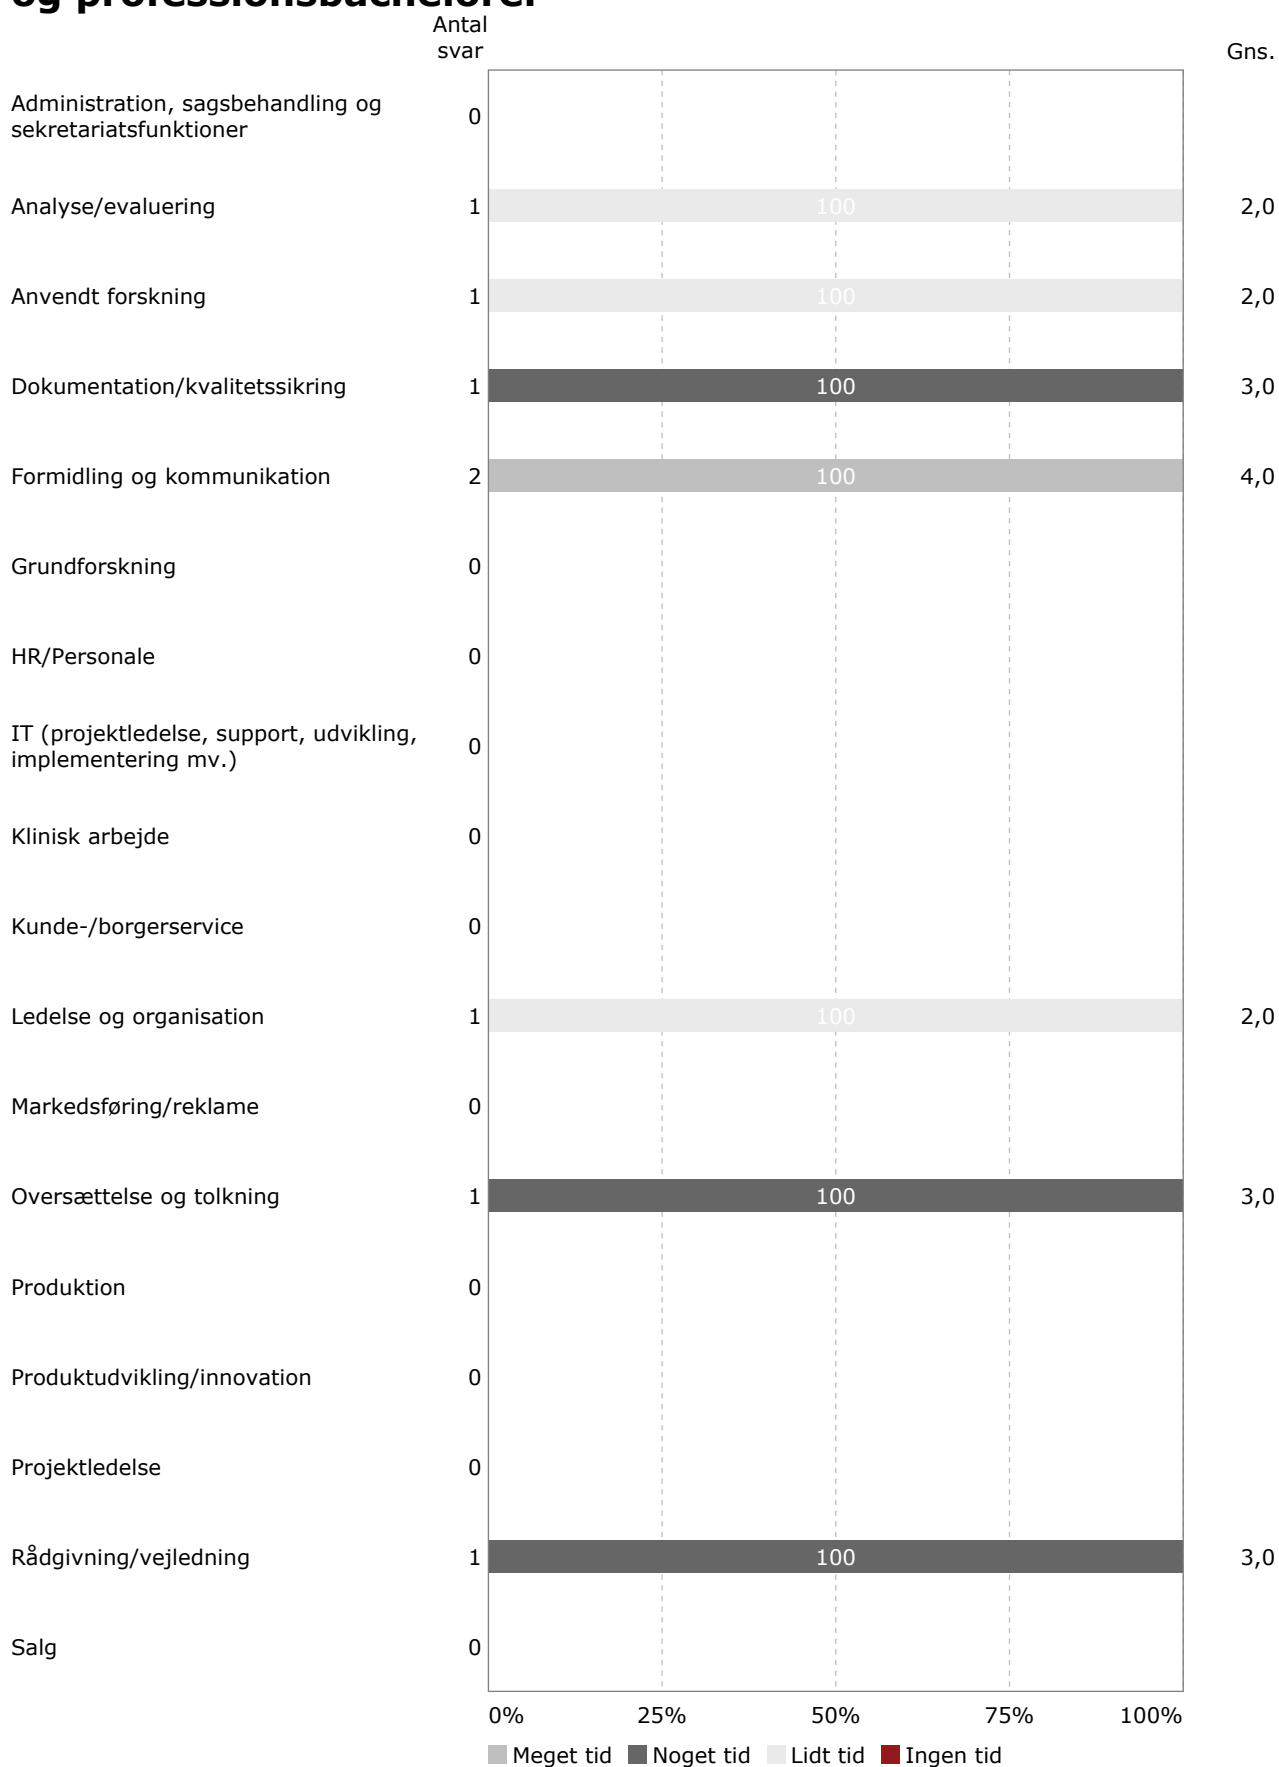 og professionsbachelorer
Antal
svar
Gns.
Administration, sagsbehandling og
sekretariatsfunktioner
0
Analyse/evaluering 1 100 2,0
Anvendt forskning 1 100 2,0
Dokumentation/kvalitetssikring 1 100 3,0
Formidling og kommunikation 2 100 4,0
Grundforskning 0
HR/Personale 0
IT (projektledelse, support, udvikling,
implementering mv.)
0
Klinisk arbejde 0
Kunde-/borgerservice 0
Ledelse og organisation 1 100 2,0
Markedsføring/reklame 0
Oversættelse og tolkning 1 100 3,0
Produktion 0
Produktudvikling/innovation 0
Projektledelse 0
Rådgivning/vejledning 1 100 3,0
Salg 0
0% 25% 50% 75% 100%
Meget tid Noget tid Lidt tid Ingen tid